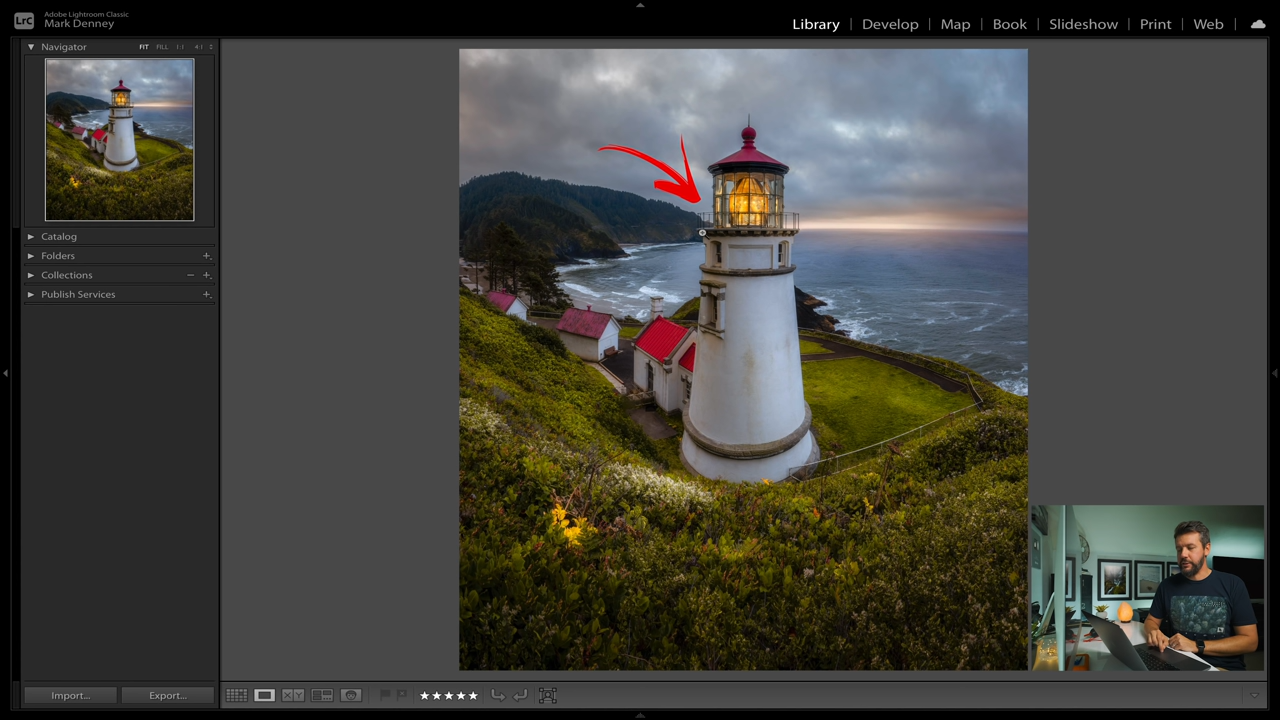 LrC
Adobe Lightroom Classic
Mark Denney
Library | Develop | Map | Book | Slideshow | Print | Web
Navigator FIT FILL 1:1 4:1
Catalog
Folders
Collections
Publish Services
Import...
Export...
XY